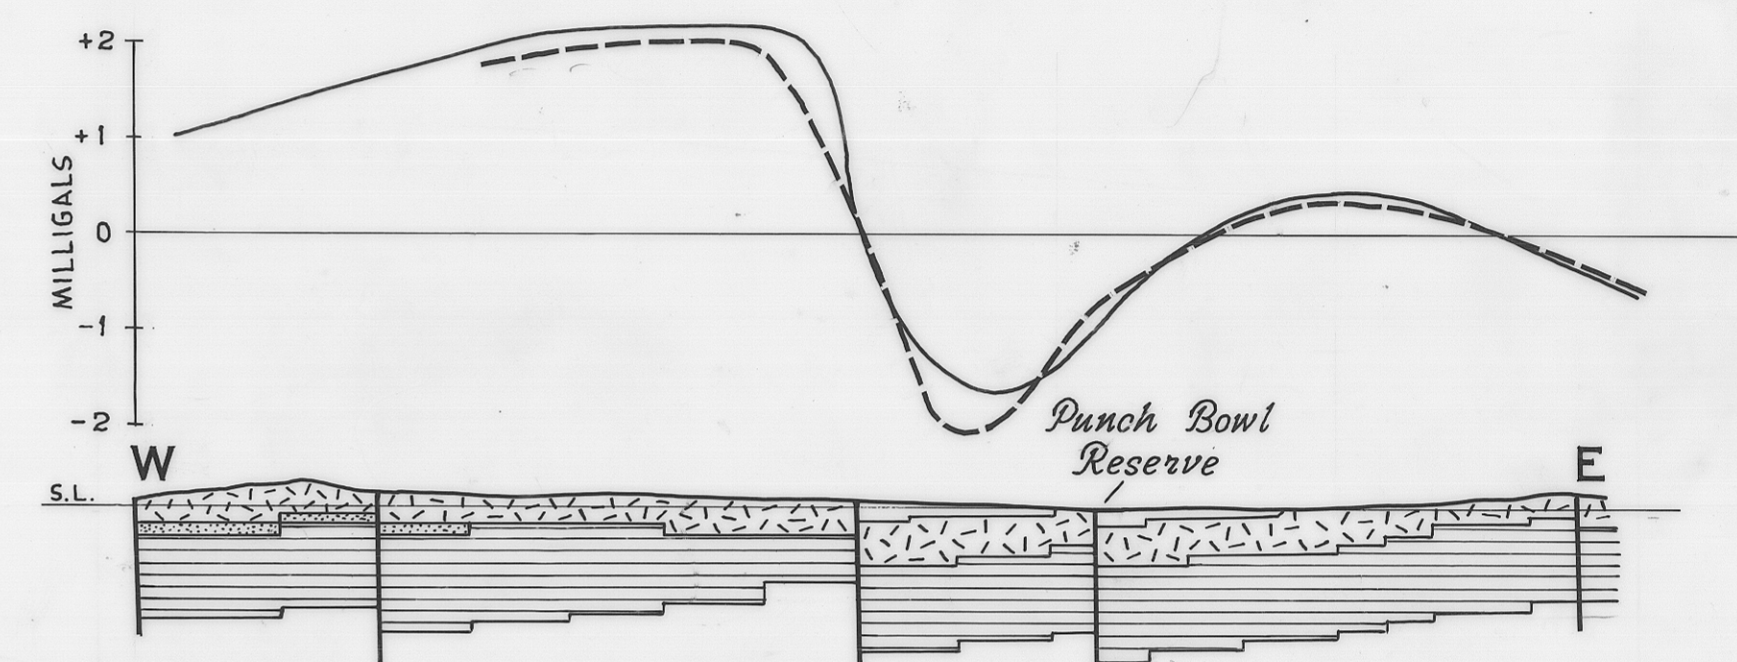 +2
+1
MILLIGALS
0
-1
-2
Punch Bowl
Reserve
W
E
S.L.